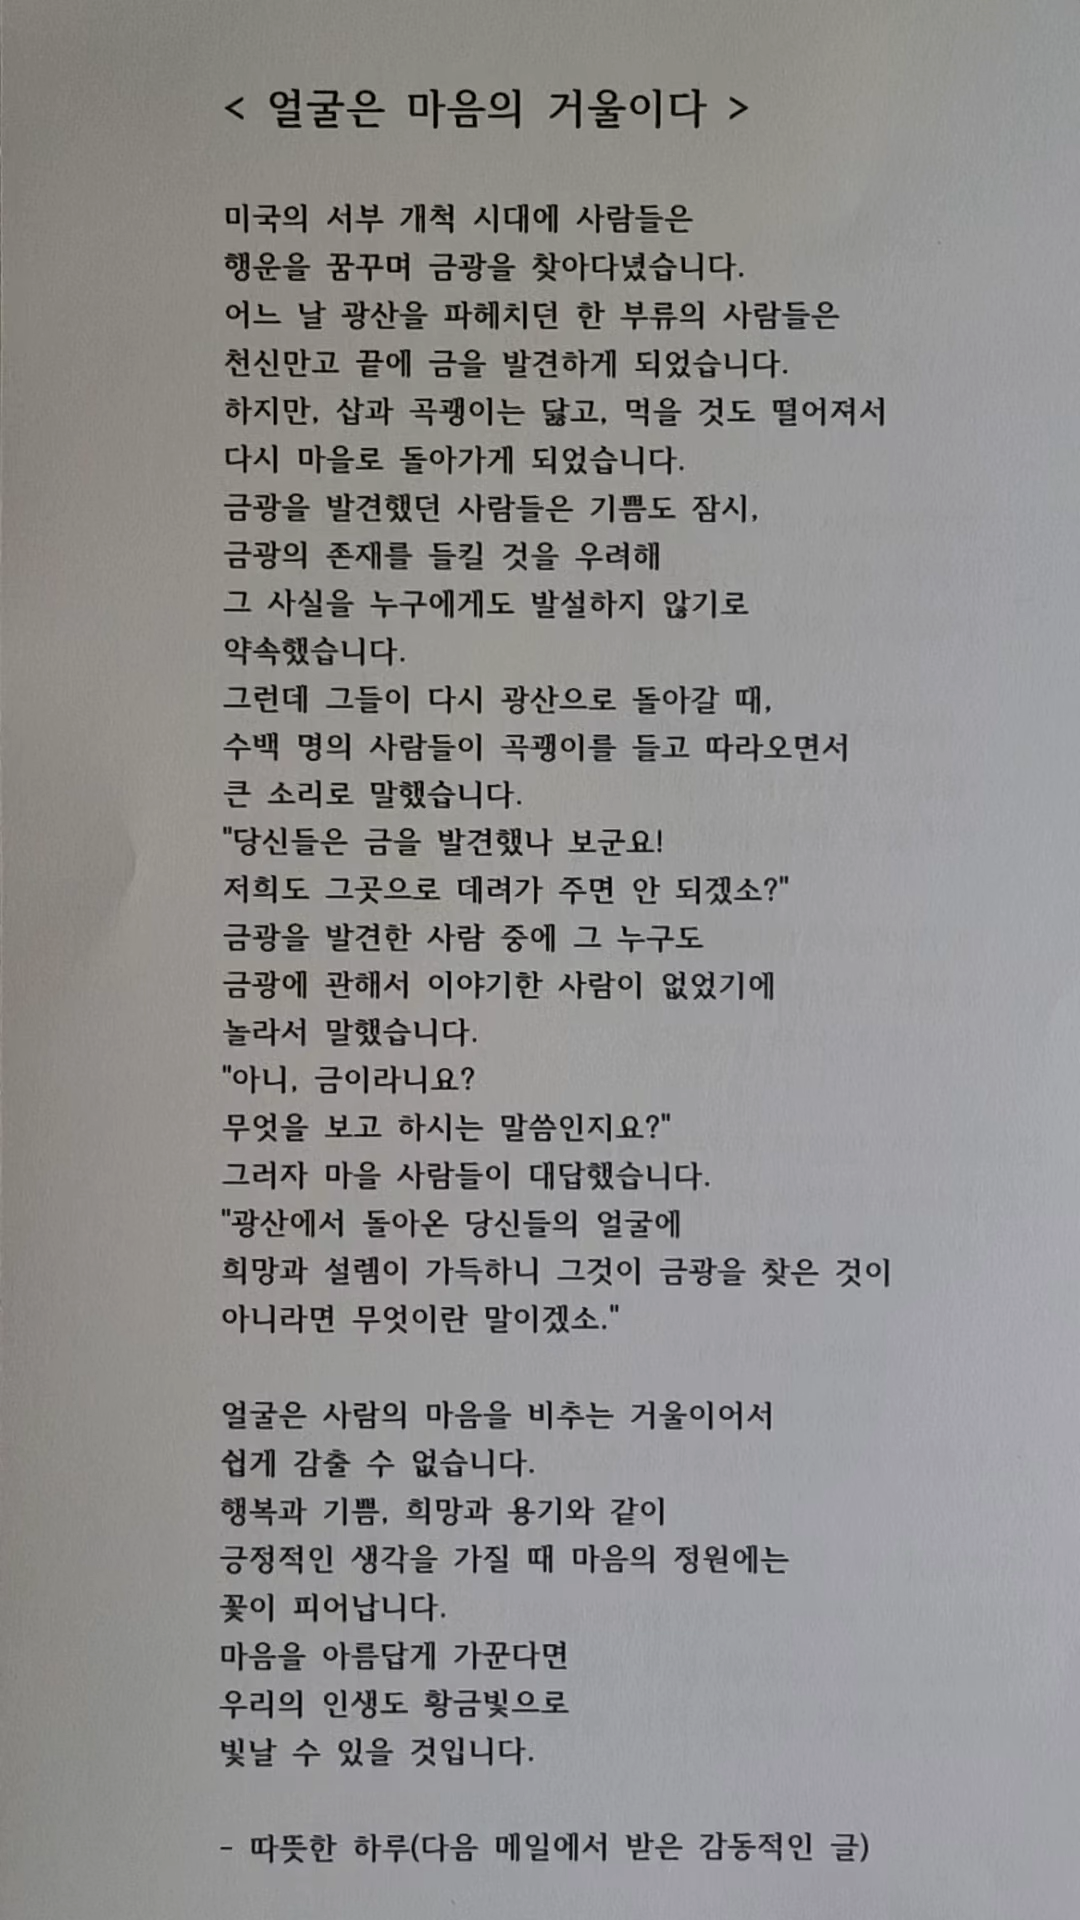 < 얼굴은 마음의 거울이다 >
미국의 서부 개척 시대에 사람들은
행운을 꿈꾸며 금광을 찾아다녔습니다.
어느 날 광산을 파헤치던 한 부류의 사람들은
천신만고 끝에 금을 발견하게 되었습니다.
하지만, 삽과 곡괭이는 닳고, 먹을 것도 떨어져서
다시 마을로 돌아가게 되었습니다.
금광을 발견했던 사람들은 기쁨도 잠시,
금광의 존재를 들킬 것을 우려해
그 사실을 누구에게도 발설하지 않기로
약속했습니다.
그런데 그들이 다시 광산으로 돌아갈 때,
수백 명의 사람들이 곡괭이를 들고 따라오면서
큰 소리로 말했습니다.
"당신들은 금을 발견했나 보군요!
저희도 그곳으로 데려가 주면 안 되겠소?"
금광을 발견한 사람 중에 그 누구도
금광에 관해서 이야기한 사람이 없었기에
놀라서 말했습니다.
"아니, 금이라니요?
무엇을 보고 하시는 말씀인지요?"
그러자 마을 사람들이 대답했습니다.
"광산에서 돌아온 당신들의 얼굴에
희망과 설렘이 가득하니 그것이 금광을 찾은 것이
아니라면 무엇이란 말이겠소."
얼굴은 사람의 마음을 비추는 거울이어서
쉽게 감출 수 없습니다.
행복과 기쁨, 희망과 용기와 같이
긍정적인 생각을 가질 때 마음의 정원에는
꽃이 피어납니다.
마음을 아름답게 가꾼다면
우리의 인생도 황금빛으로
빛날 수 있을 것입니다.
- 따뜻한 하루(다음 메일에서 받은 감동적인 글)